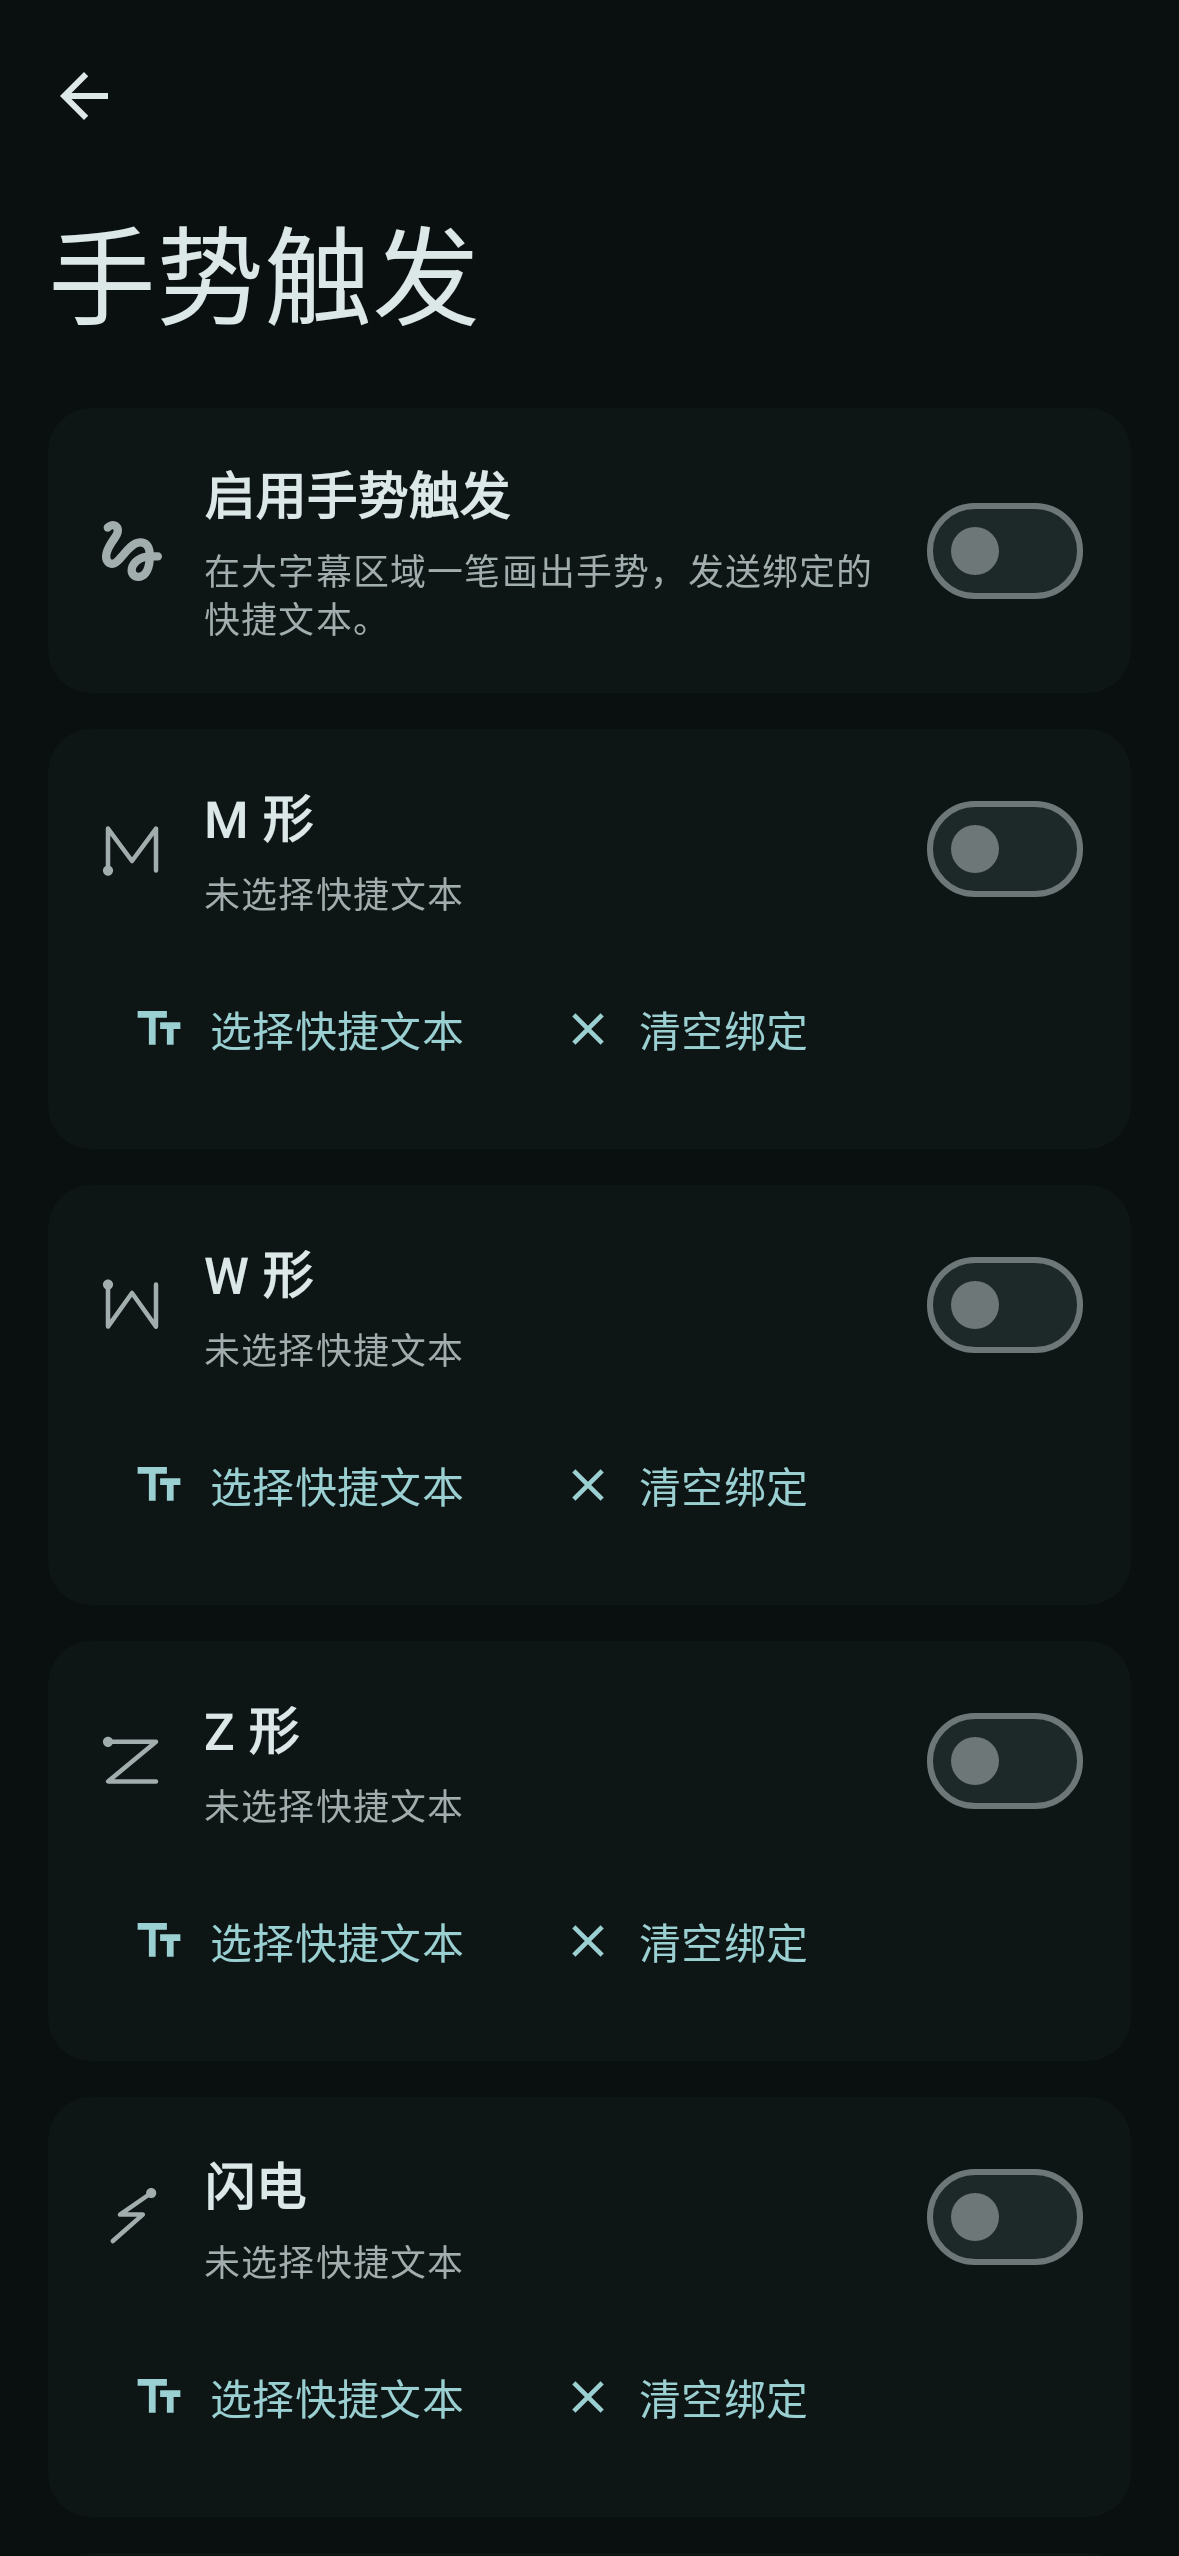 手势触发
启用手势触发
在大字幕区域一笔画出手势，发送绑定的
快捷文本。
M 形
未选择快捷文本
选择快捷文本 清空绑定
W 形
未选择快捷文本
选择快捷文本 清空绑定
Z 形
未选择快捷文本
选择快捷文本 清空绑定
闪电
未选择快捷文本
选择快捷文本 清空绑定